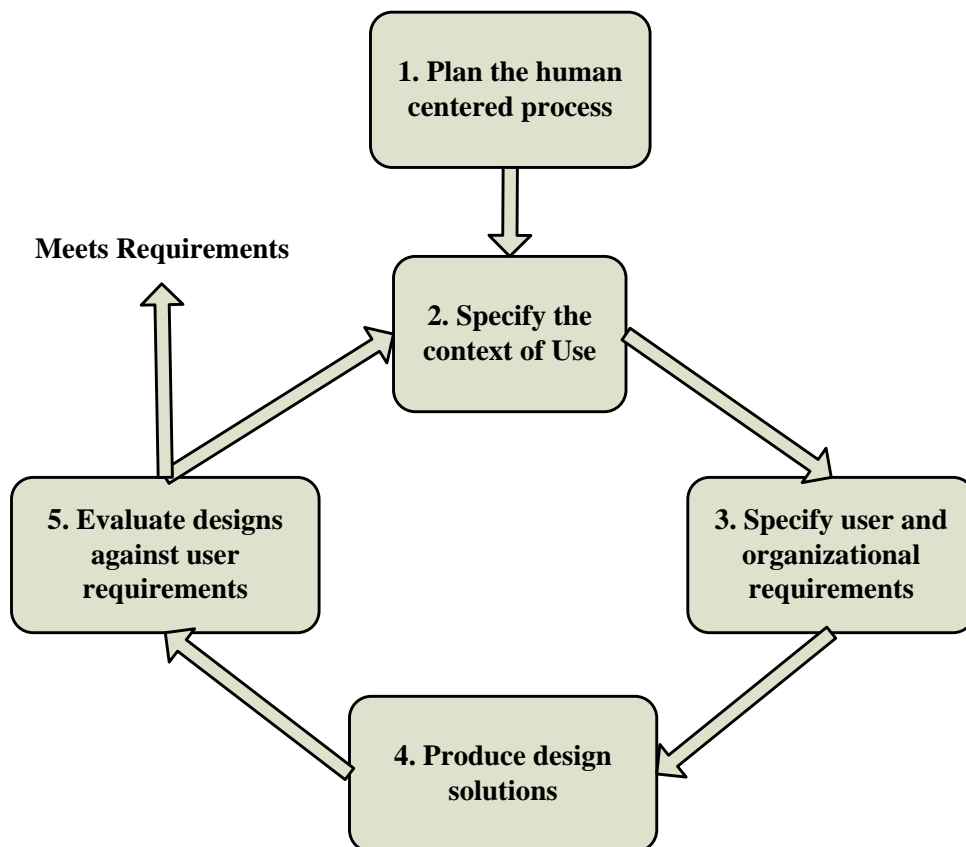 1. Plan the human
centered process
Meets Requirements
2. Specify the
context of Use
5. Evaluate designs
against user
requirements
3. Specify user and
organizational
requirements
4. Produce design
solutions